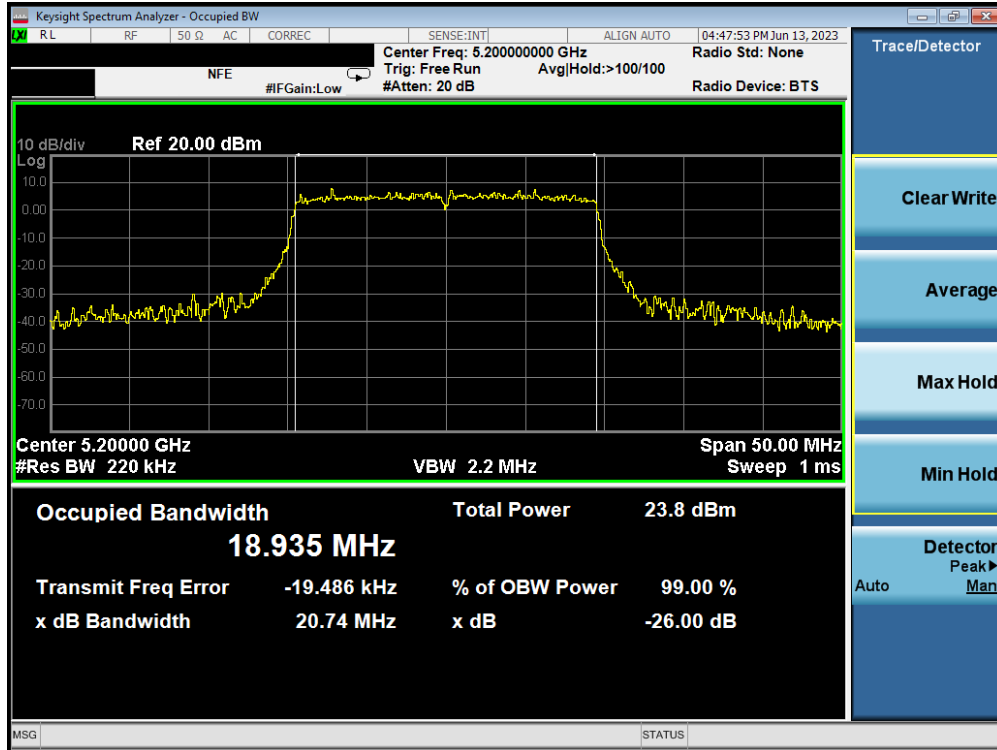 Keysight Spectrum Analyzer - Occupied BW
LXI RL RF 50 Ω AC CORREC SENSE:INT ALIGN AUTO 04:47:53 PM Jun 13, 2023
Center Freq: 5.200000000 GHz Radio Std: None
NFE Trig: Free Run Avg|Hold:>100/100
#IFGain:Low #Atten: 20 dB Radio Device: BTS
10 dB/div Ref 20.00 dBm
Log
10.0
0.00
-10.0
-20.0
-30.0
-40.0
-50.0
-60.0
-70.0
Center 5.20000 GHz Span 50.00 MHz
#Res BW 220 kHz VBW 2.2 MHz Sweep 1 ms
Occupied Bandwidth Total Power 23.8 dBm
18.935 MHz
Transmit Freq Error -19.486 kHz % of OBW Power 99.00 %
x dB Bandwidth 20.74 MHz x dB -26.00 dB
Trace/Detector
Clear Write
Average
Max Hold
Min Hold
Detector
Peak▶
Auto Man
MSG STATUS